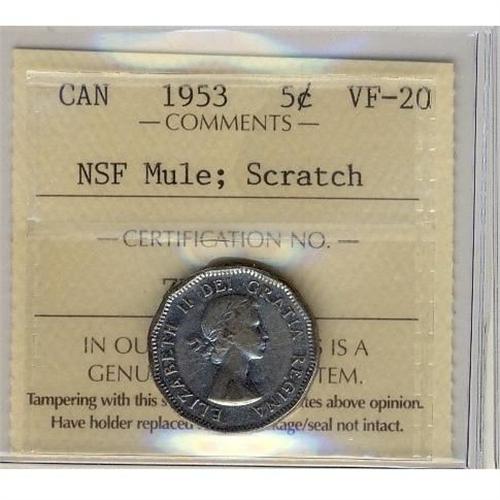 CAN 1953 5¢ VF-20
— COMMENTS —
NSF Mule; Scratch
— CERTIFICATION NO. —
ELIZABETH II DEI GRATIA REGINA
IN OU S IS A
GENU TEM.
Tampering with this s tes above opinion.
Have holder replaced kage/seal not intact.